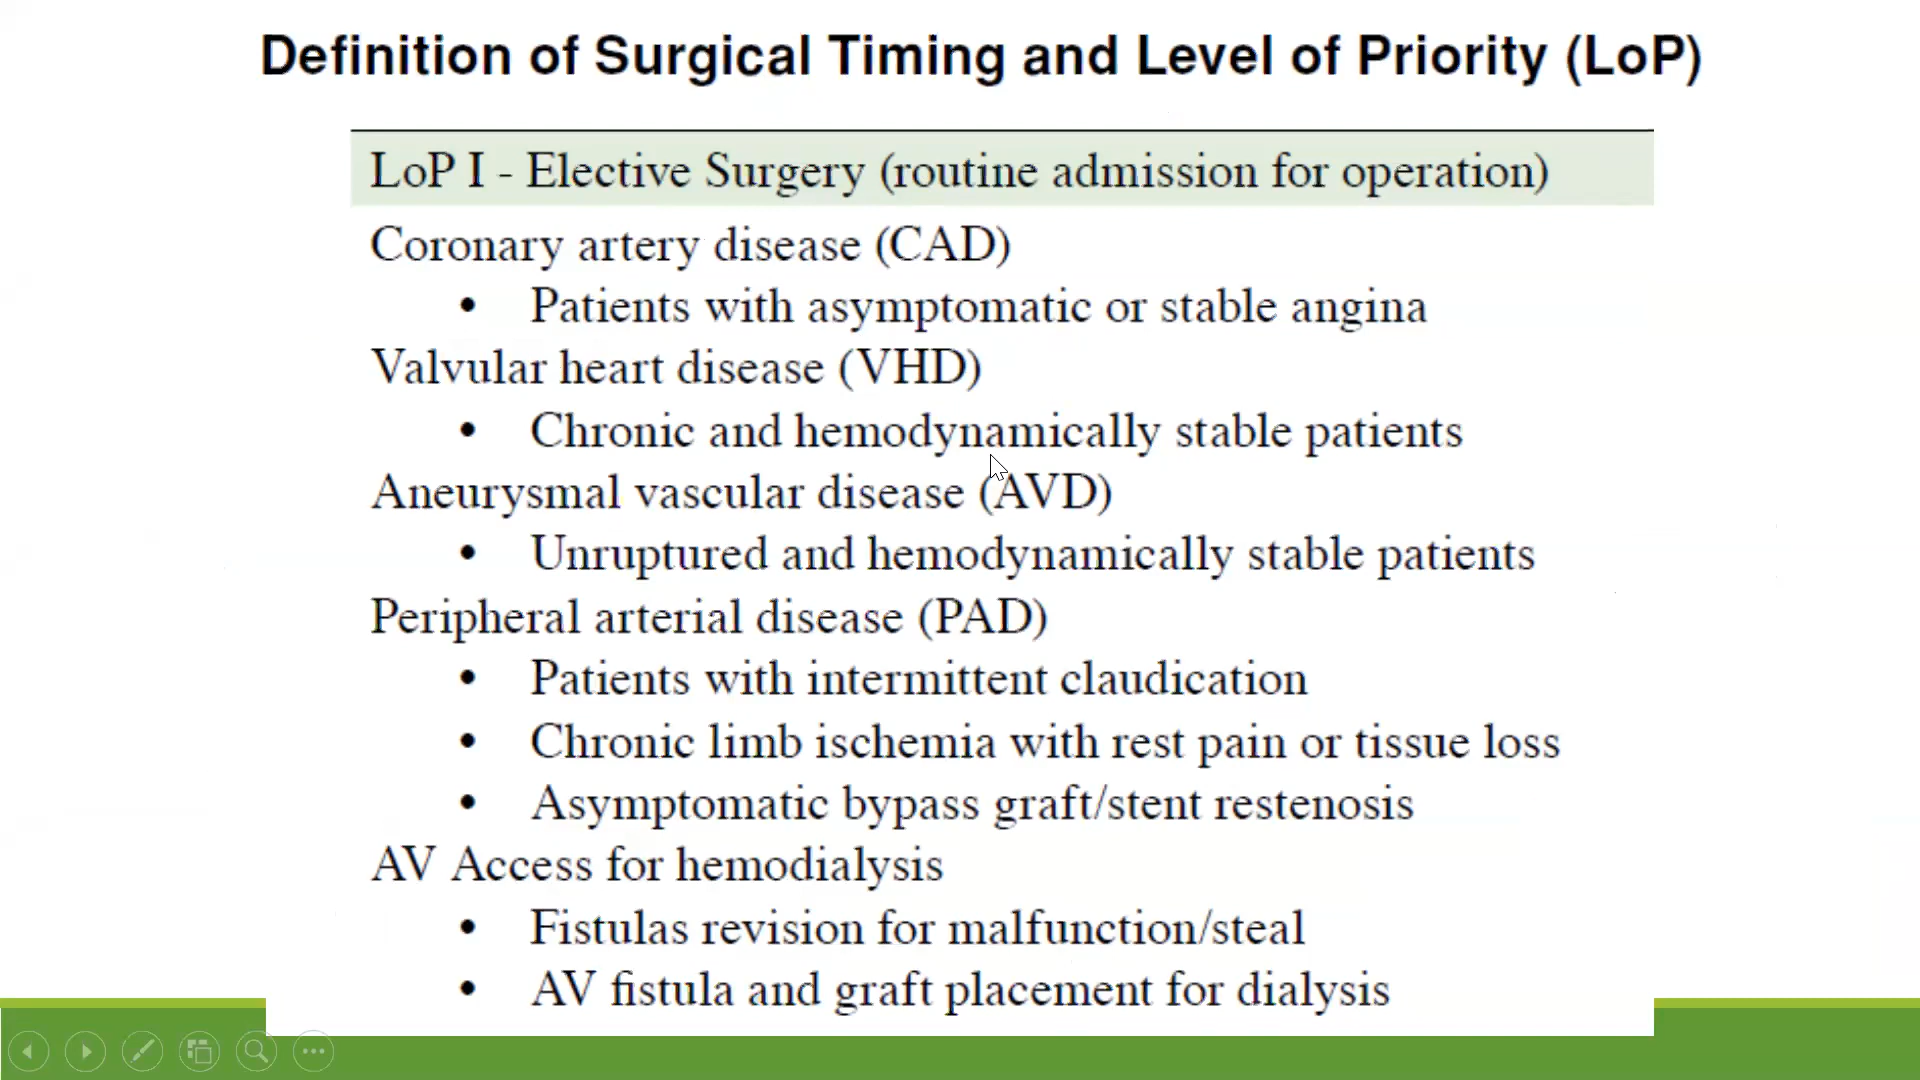 Definition of Surgical Timing and Level of Priority (LoP)
LoP I - Elective Surgery (routine admission for operation)
Coronary artery disease (CAD)
• Patients with asymptomatic or stable angina
Valvular heart disease (VHD)
• Chronic and hemodynamically stable patients
Aneurysmal vascular disease (AVD)
• Unruptured and hemodynamically stable patients
Peripheral arterial disease (PAD)
• Patients with intermittent claudication
• Chronic limb ischemia with rest pain or tissue loss
• Asymptomatic bypass graft/stent restenosis
AV Access for hemodialysis
• Fistulas revision for malfunction/steal
• AV fistula and graft placement for dialysis